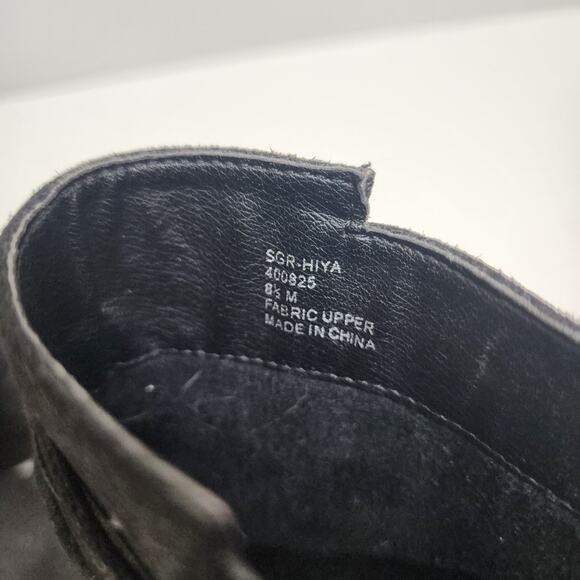 SGR-HIYA
400825
8½ M
FABRIC UPPER
MADE IN CHINA